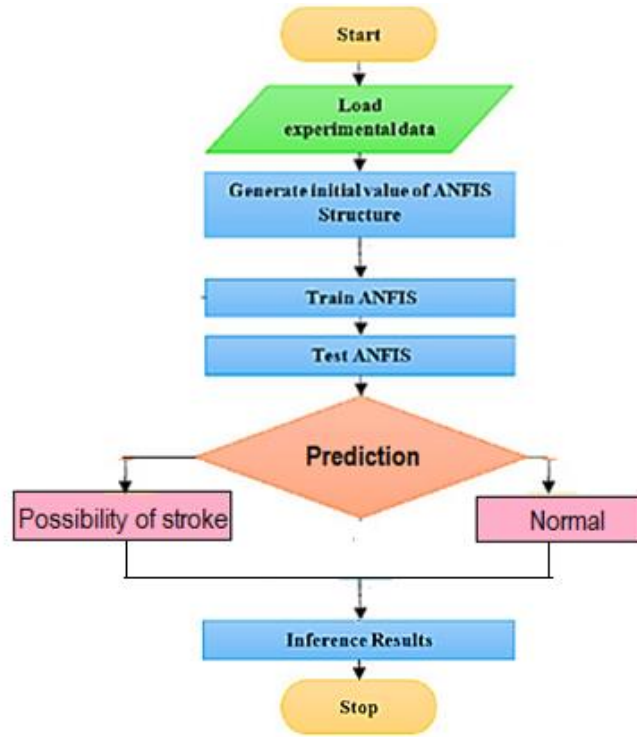 Start
Load
experimental data
Generate initial value of ANFIS
Structure
Train ANFIS
Test ANFIS
Prediction
Possibility of stroke
Normal
Inference Results
Stop